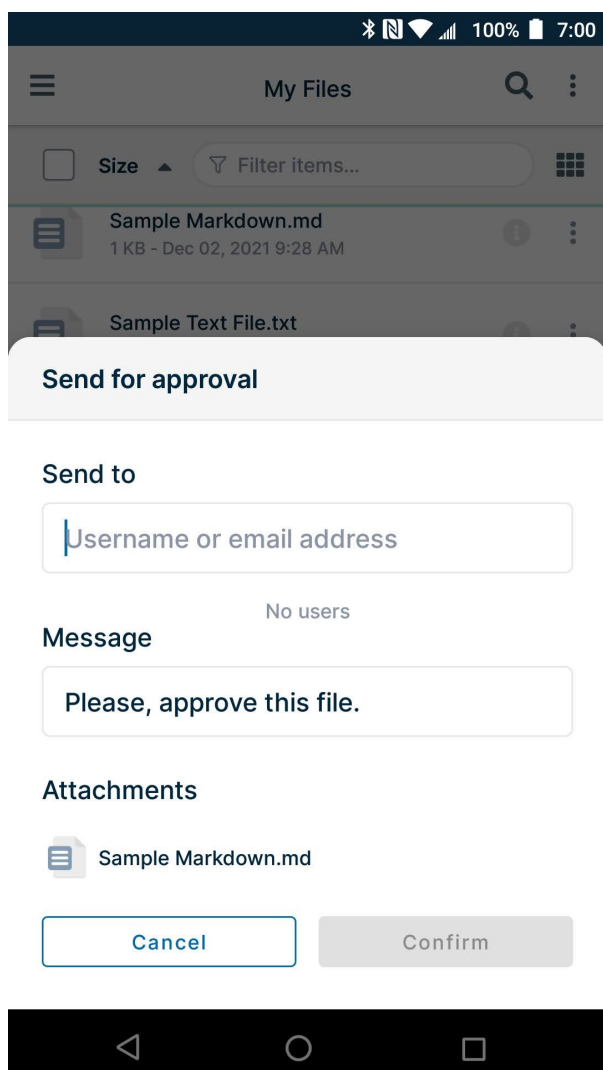 100% 7:00
My Files
Size Filter items...
Sample Markdown.md
1 KB - Dec 02, 2021 9:28 AM
Sample Text File.txt
Send for approval
Send to
Username or email address
No users
Message
Please, approve this file.
Attachments
Sample Markdown.md
Cancel Confirm